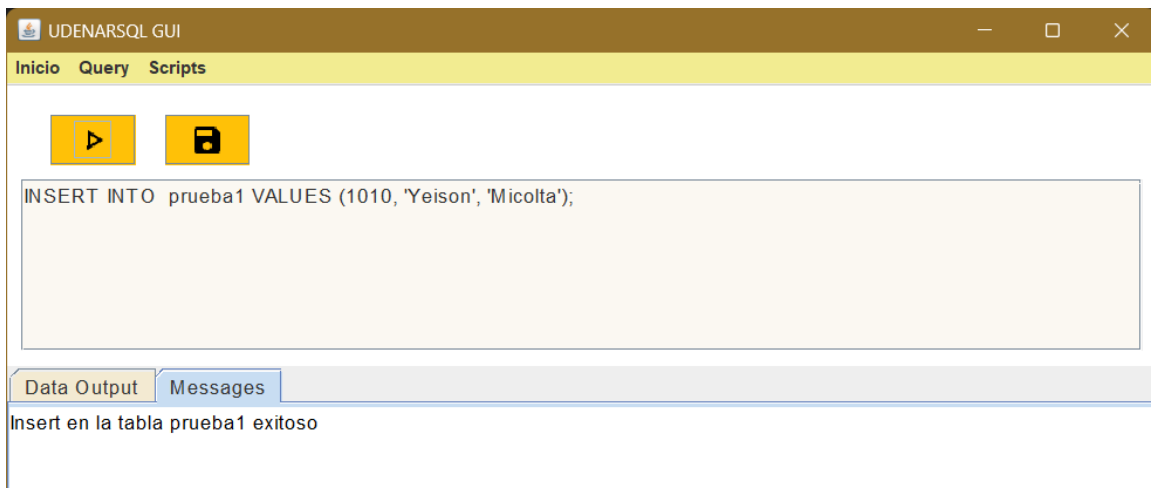 UDENARSQL GUI
Inicio Query Scripts
INSERT INTO  prueba1 VALUES (1010, 'Yeison', 'Micolta');
Data Output Messages
Insert en la tabla prueba1 exitoso